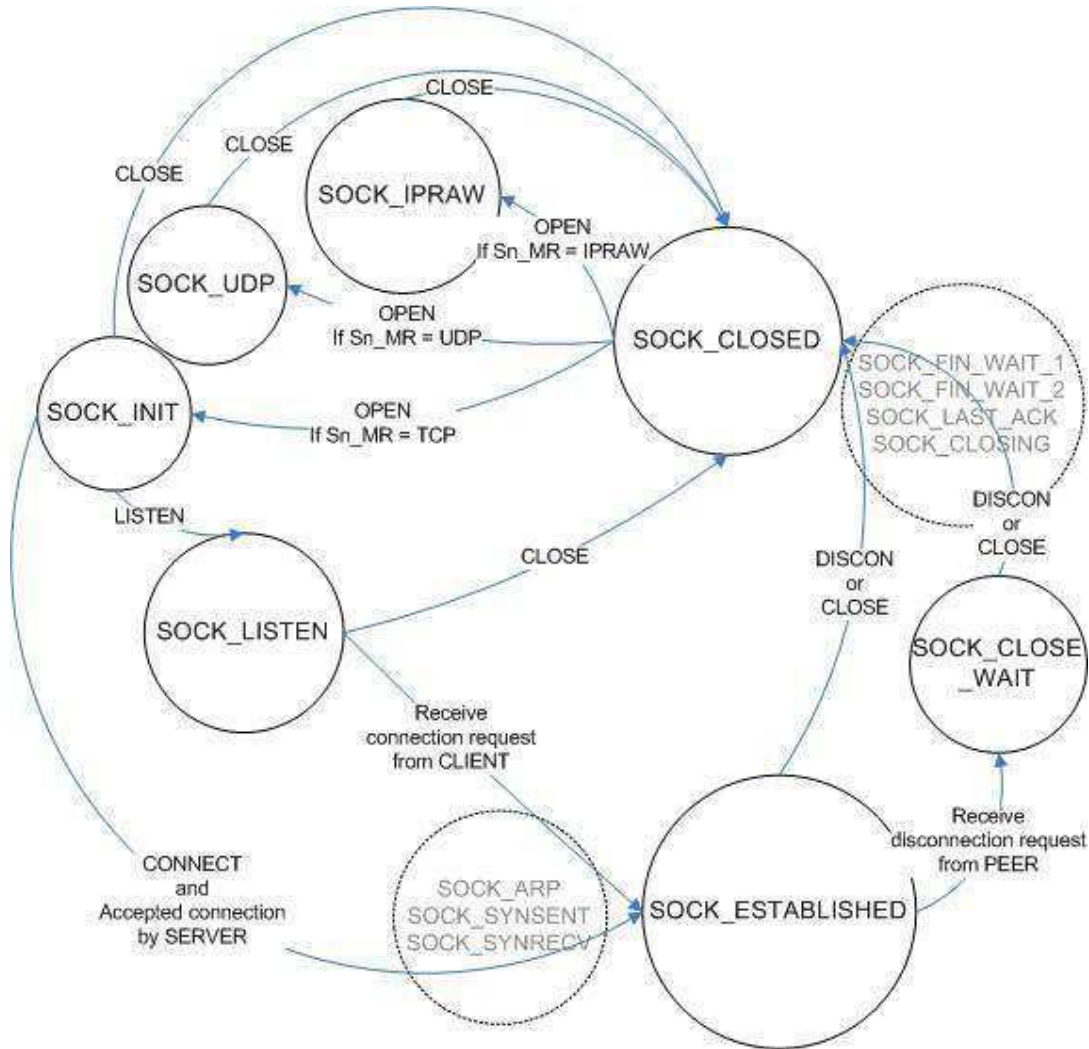 CLOSE
CLOSE
CLOSE
SOCK_IPRAW
OPEN
If Sn_MR = IPRAW
SOCK_UDP
OPEN
If Sn_MR = UDP
SOCK_CLOSED
SOCK_FIN_WAIT_1
SOCK_FIN_WAIT_2
SOCK_LAST_ACK
SOCK_CLOSING
SOCK_INIT
OPEN
If Sn_MR = TCP
LISTEN
DISCON
or
CLOSE
CLOSE
DISCON
or
CLOSE
SOCK_LISTEN
SOCK_CLOSE
_WAIT
Receive
connection request
from CLIENT
Receive
disconnection request
from PEER
CONNECT
and
Accepted connection
by SERVER
SOCK_ARP
SOCK_SYNSENT
SOCK_SYNRECV
SOCK_ESTABLISHED